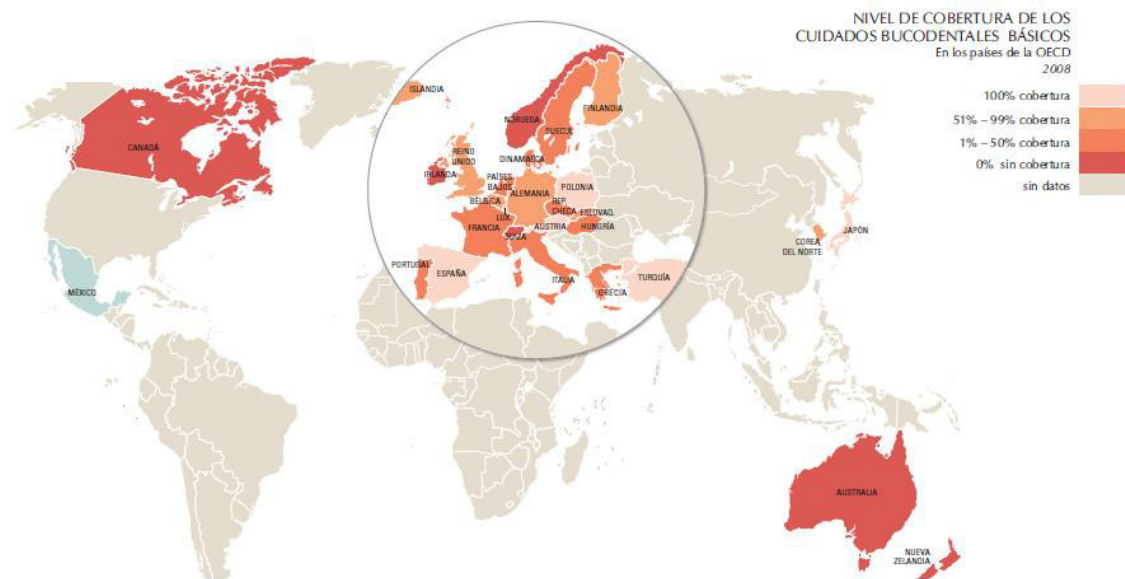 NIVEL DE COBERTURA DE LOS
CUIDADOS BUCODENTALES BÁSICOS
En los países de la OECD
2008
100% cobertura
51% – 99% cobertura
1% – 50% cobertura
0% sin cobertura
sin datos
ISLANDIA
NORUEGA
FINLANDIA
SUECIA
CANADÁ
REINO
UNIDO
DINAMARCA
IRLANDA
PAÍSES
BAJOS
ALEMANIA
POLONIA
BÉLGICA
REP.
CHECA
ESLOVAQ.
LUX.
FRANCIA
AUSTRIA
HUNGRÍA
SUIZA
COREA
DEL NORTE
JAPÓN
PORTUGAL
ESPAÑA
ITALIA
GRECIA
TURQUÍA
MÉXICO
AUSTRALIA
NUEVA
ZELANDIA